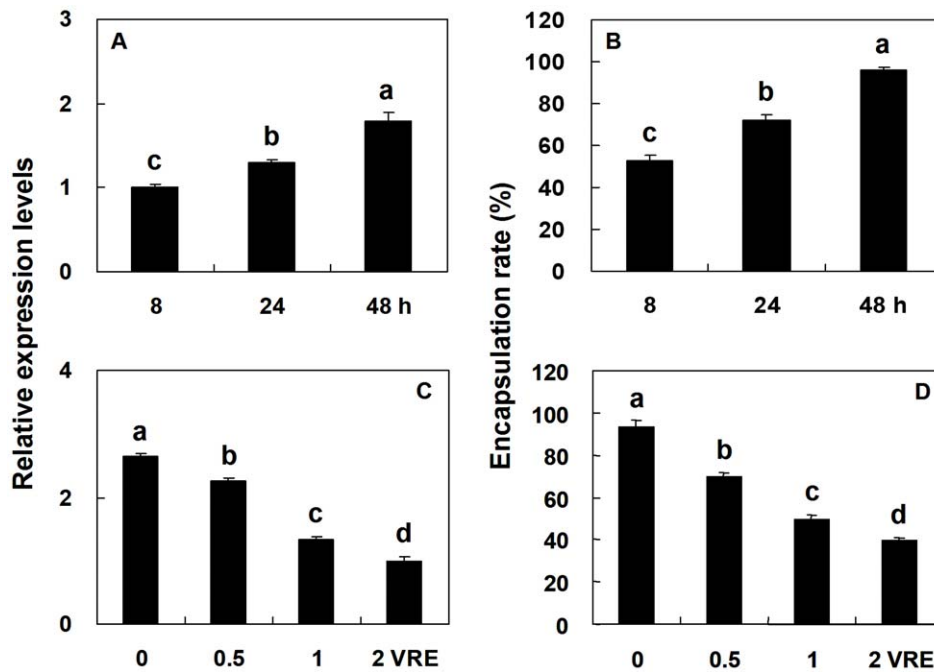 Relative expression levels
3
2
1
0
A
c
b
a
8 24 48 h
Encapsulation rate (%)
120
100
80
60
40
20
0
B
c
b
a
8 24 48 h
4
2
0
C
a
b
c
d
0 0.5 1 2 VRE
120
100
80
60
40
20
0
D
a
b
c
d
0 0.5 1 2 VRE